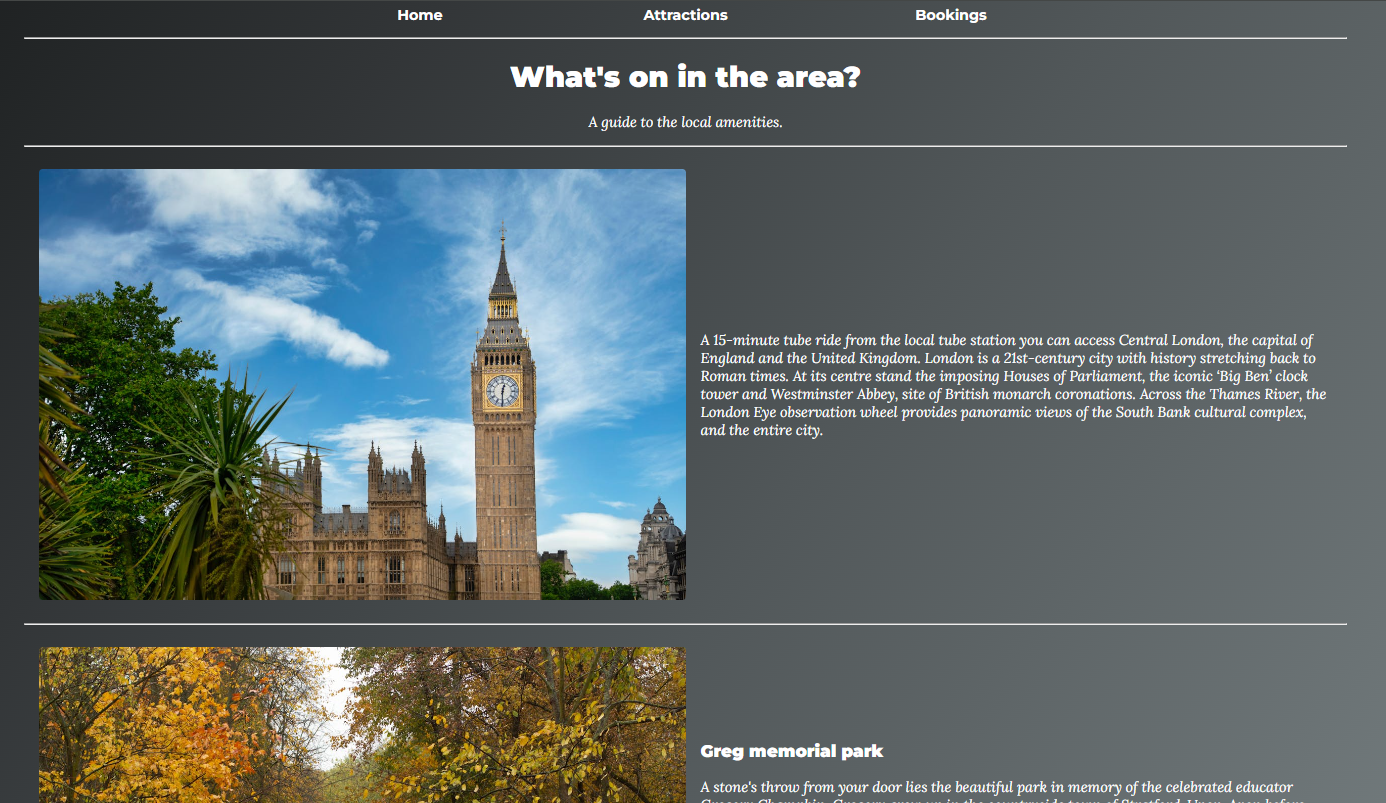 Home Attractions Bookings
What's on in the area?
A guide to the local amenities.
A 15-minute tube ride from the local tube station you can access Central London, the capital of
England and the United Kingdom. London is a 21st-century city with history stretching back to
Roman times. At its centre stand the imposing Houses of Parliament, the iconic ‘Big Ben’ clock
tower and Westminster Abbey, site of British monarch coronations. Across the Thames River, the
London Eye observation wheel provides panoramic views of the South Bank cultural complex,
and the entire city.
Greg memorial park
A stone's throw from your door lies the beautiful park in memory of the celebrated educator